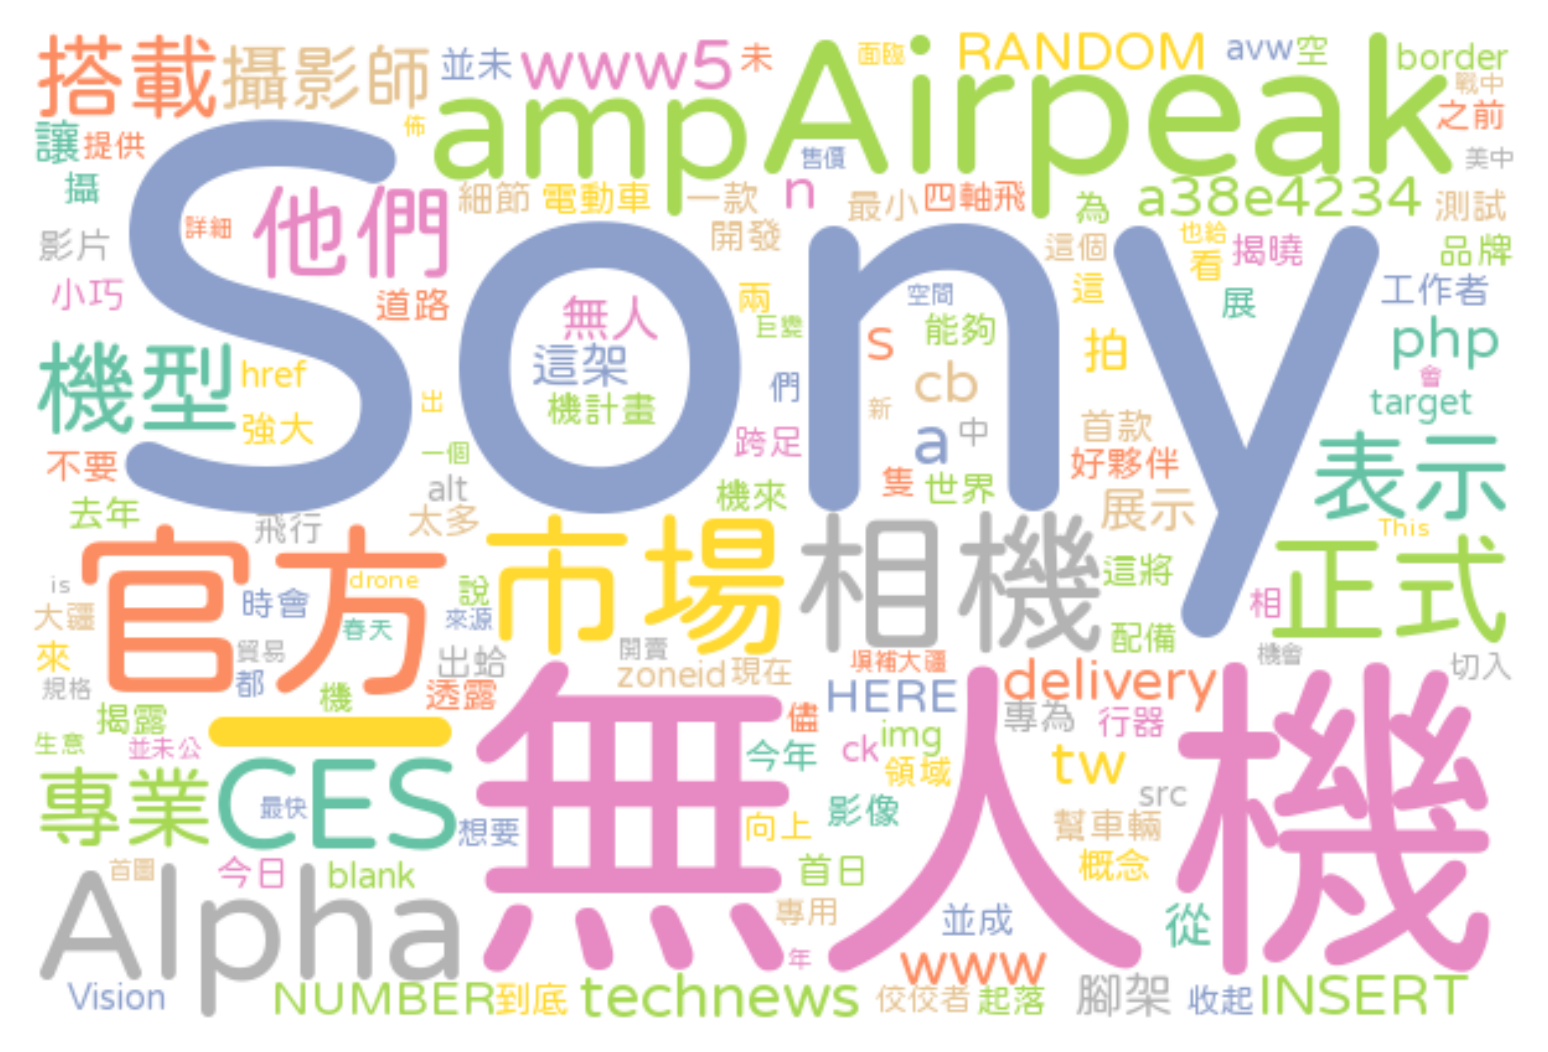 搭載 攝影師 並未 www5 未 面臨 RANDOM avw 空 border
戰中
amp Airpeak 之前
佈
讓 提供 售價 美中
攝 細節 電動車 一款 n 最小 四軸飛 為 a38e4234 測試
詳細 他們 開發 這個 也給 揭曉 品牌
影片 看
Sony
小巧 道路 無人 兩 空間 這 展 工作者
巨變 s 能夠 拍 php
機型 href 這架 們 cb 會
出 機計畫 新 target
強大 跨足 a 中 首款
不要 一個 好夥伴 表示
alt 機來 隻 世界 展示
去年 飛行 太多 This
官方 市場 相機 正式
is drone 說 這將
大疆 時會 春天 來源 相
配備
來 貿易 出蛤 開賣 填補大疆 機會 切入
規格 都 機 透露 zoneid 現在 HERE delivery
揭露 一 儘 專為 行器
生意 並未公 無人機 今年 ck img tw
領域
專業 CES 最快 想要 影像 src
向上 幫車輛
首圖 今日 blank 首日 概念
Alpha 專用 並成 從
年 www
Vision NUMBER 到底 technews 佼佼者 起落 腳架 收起 INSERT